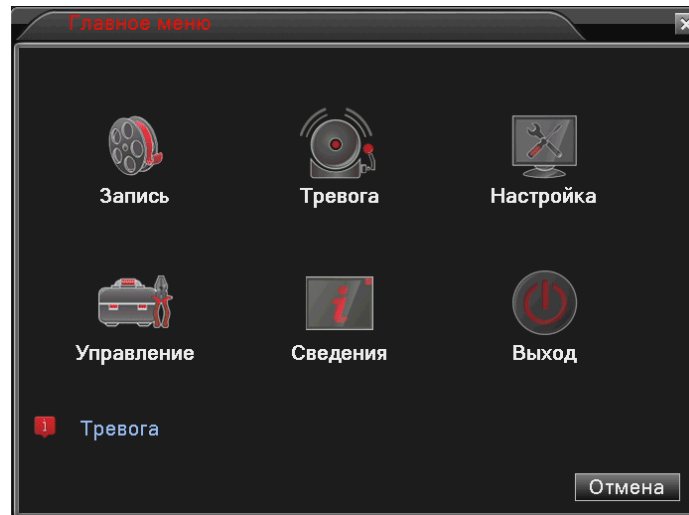 Главное меню
Запись Тревога Настройка
Управление Сведения Выход
Тревога
Отмена